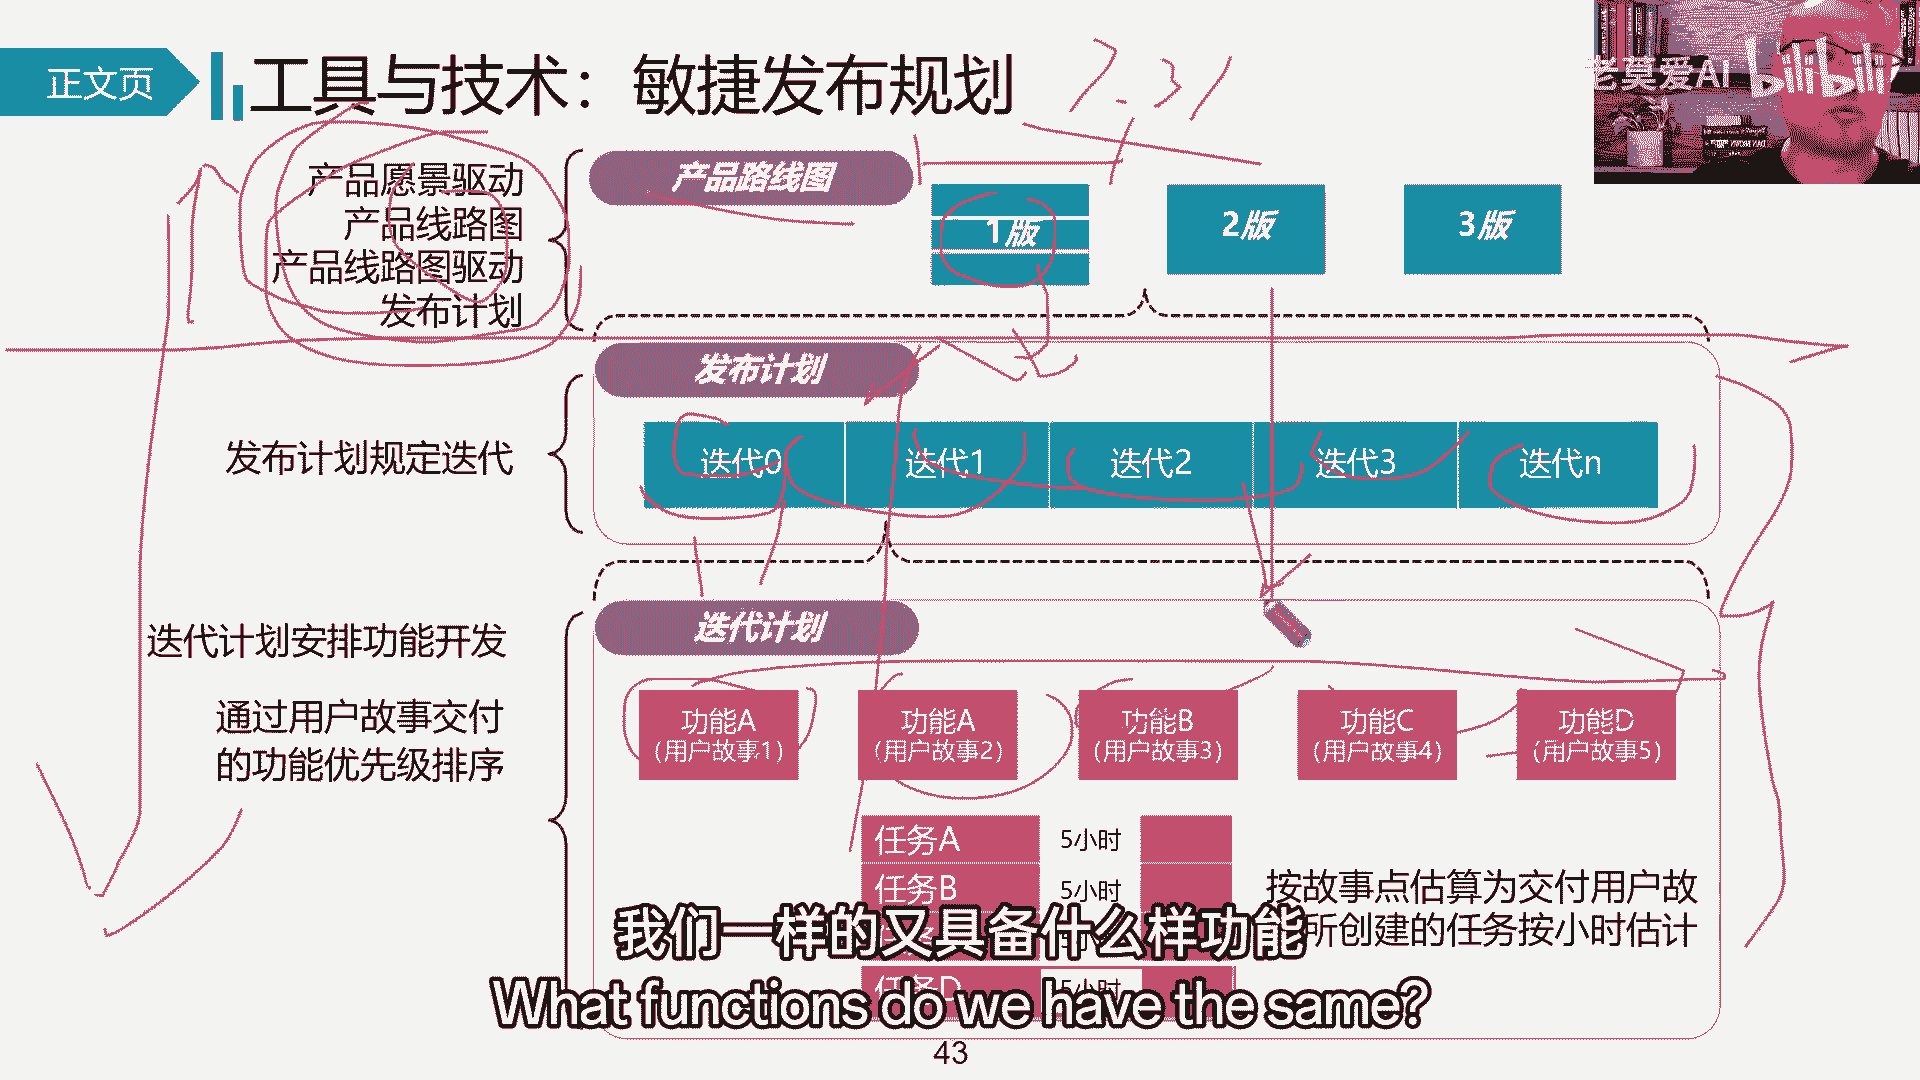 正文页
工具与技术：敏捷发布规划
7.31
老莫爱AI
bilibili
产品愿景驱动
产品线路图
产品线路图驱动
发布计划
产品路线图
1版
2版
3版
发布计划
发布计划规定迭代
迭代0
迭代1
迭代2
迭代3
迭代n
迭代计划
迭代计划安排功能开发
通过用户故事交付
的功能优先级排序
功能A
（用户故事1）
功能A
（用户故事2）
功能B
（用户故事3）
功能C
（用户故事4）
功能D
（用户故事5）
任务A
5小时
任务B
5小时
任务D
5小时
按故事点估算为交付用户故
所创建的任务按小时估计
我们一样的又具备什么样功能
What functions do we have the same?
43